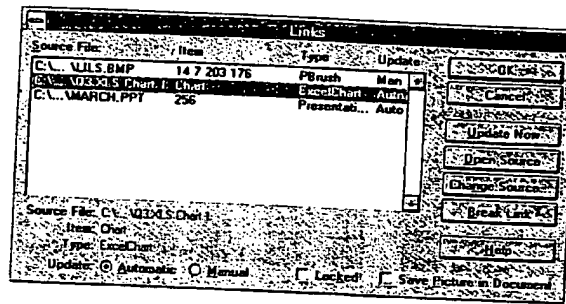 Links
Source File: Item Type Update
C:\... \LJLS.BMP 14 7 203 176 PBrush Man
C:\... \Q3.XLS Chart. 1 Chart ExcelChart Auto
C:\... \MARCH.PPT 256 Presentati... Auto
OK
Cancel
Update Now
Open Source
Change Source...
Break Link
Help
Source File: C:\... \Q3.XLS Chart 1
Item: Chart
Type: ExcelChart
Update: Automatic Manual Locked Save Picture in Document